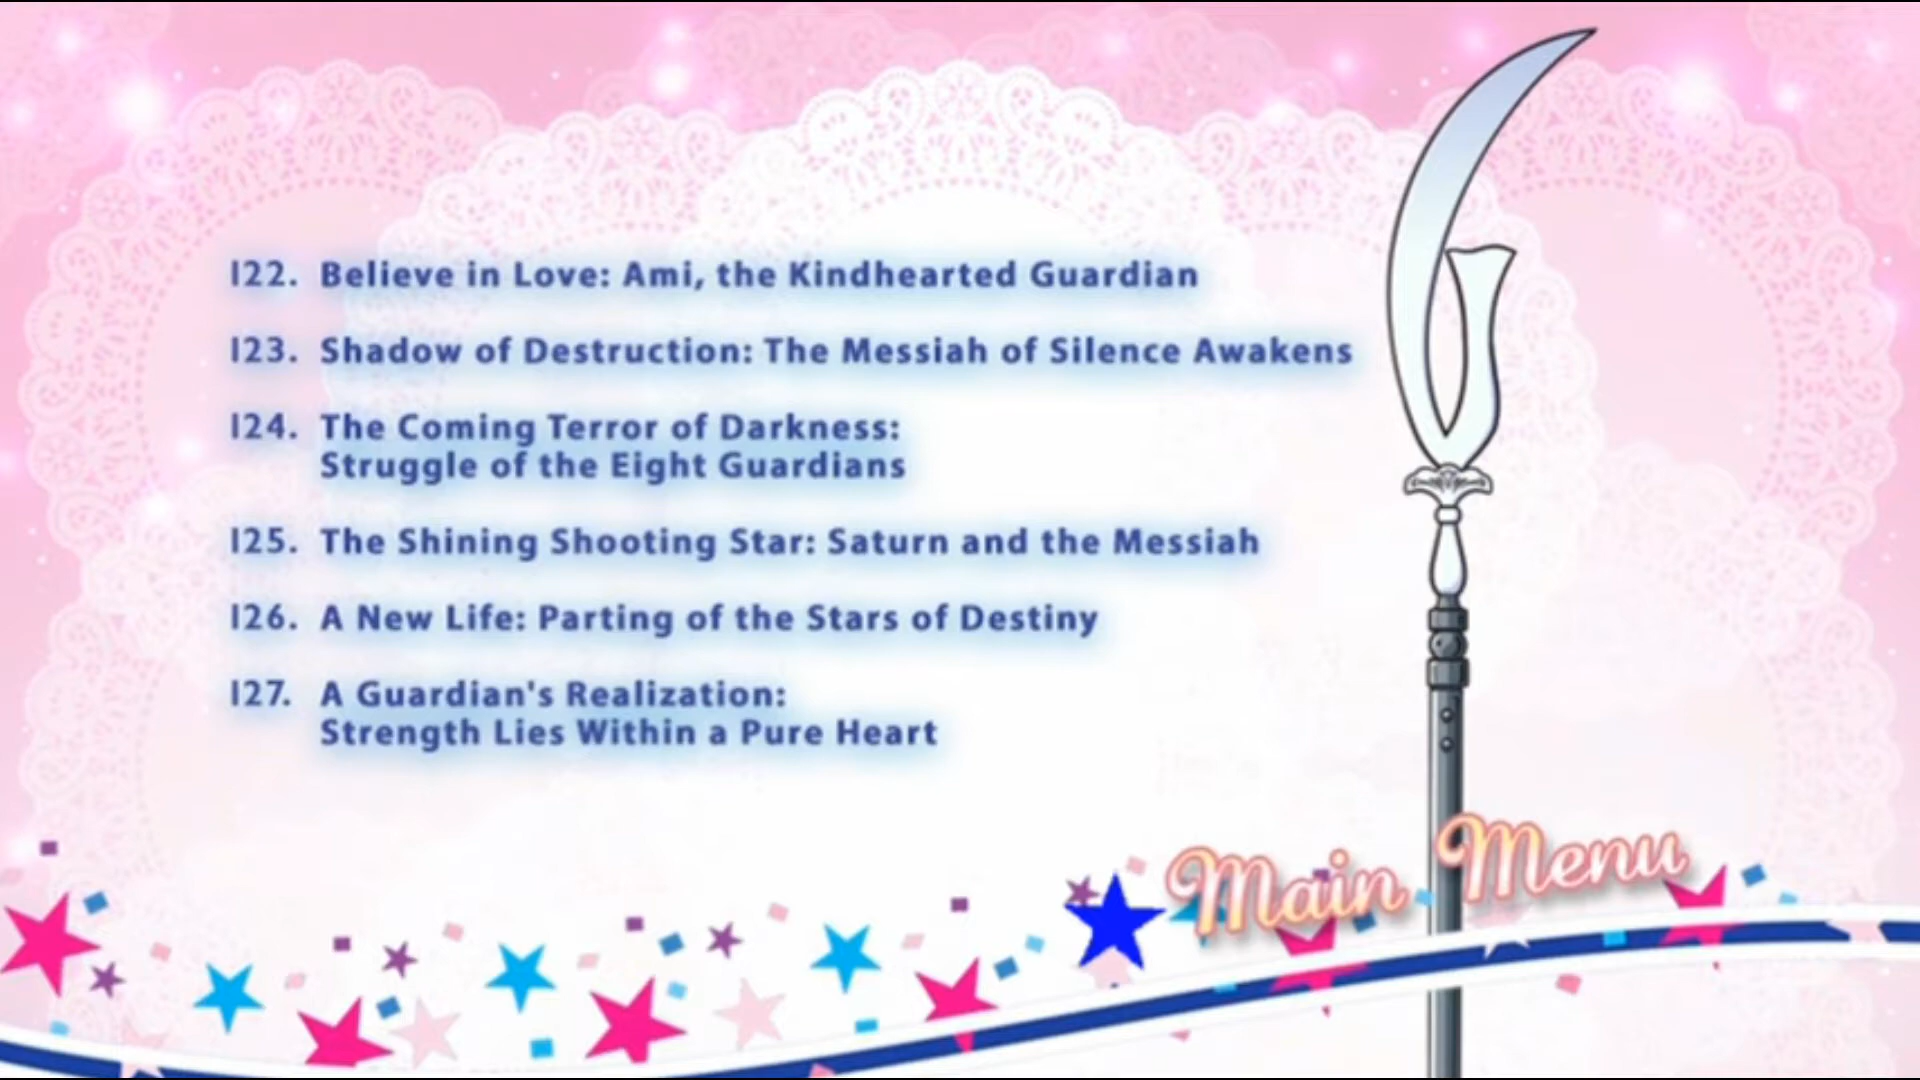 122. Believe in Love: Ami, the Kindhearted Guardian
123. Shadow of Destruction: The Messiah of Silence Awakens
124. The Coming Terror of Darkness:
Struggle of the Eight Guardians
125. The Shining Shooting Star: Saturn and the Messiah
126. A New Life: Parting of the Stars of Destiny
127. A Guardian's Realization:
Strength Lies Within a Pure Heart
Main Menu